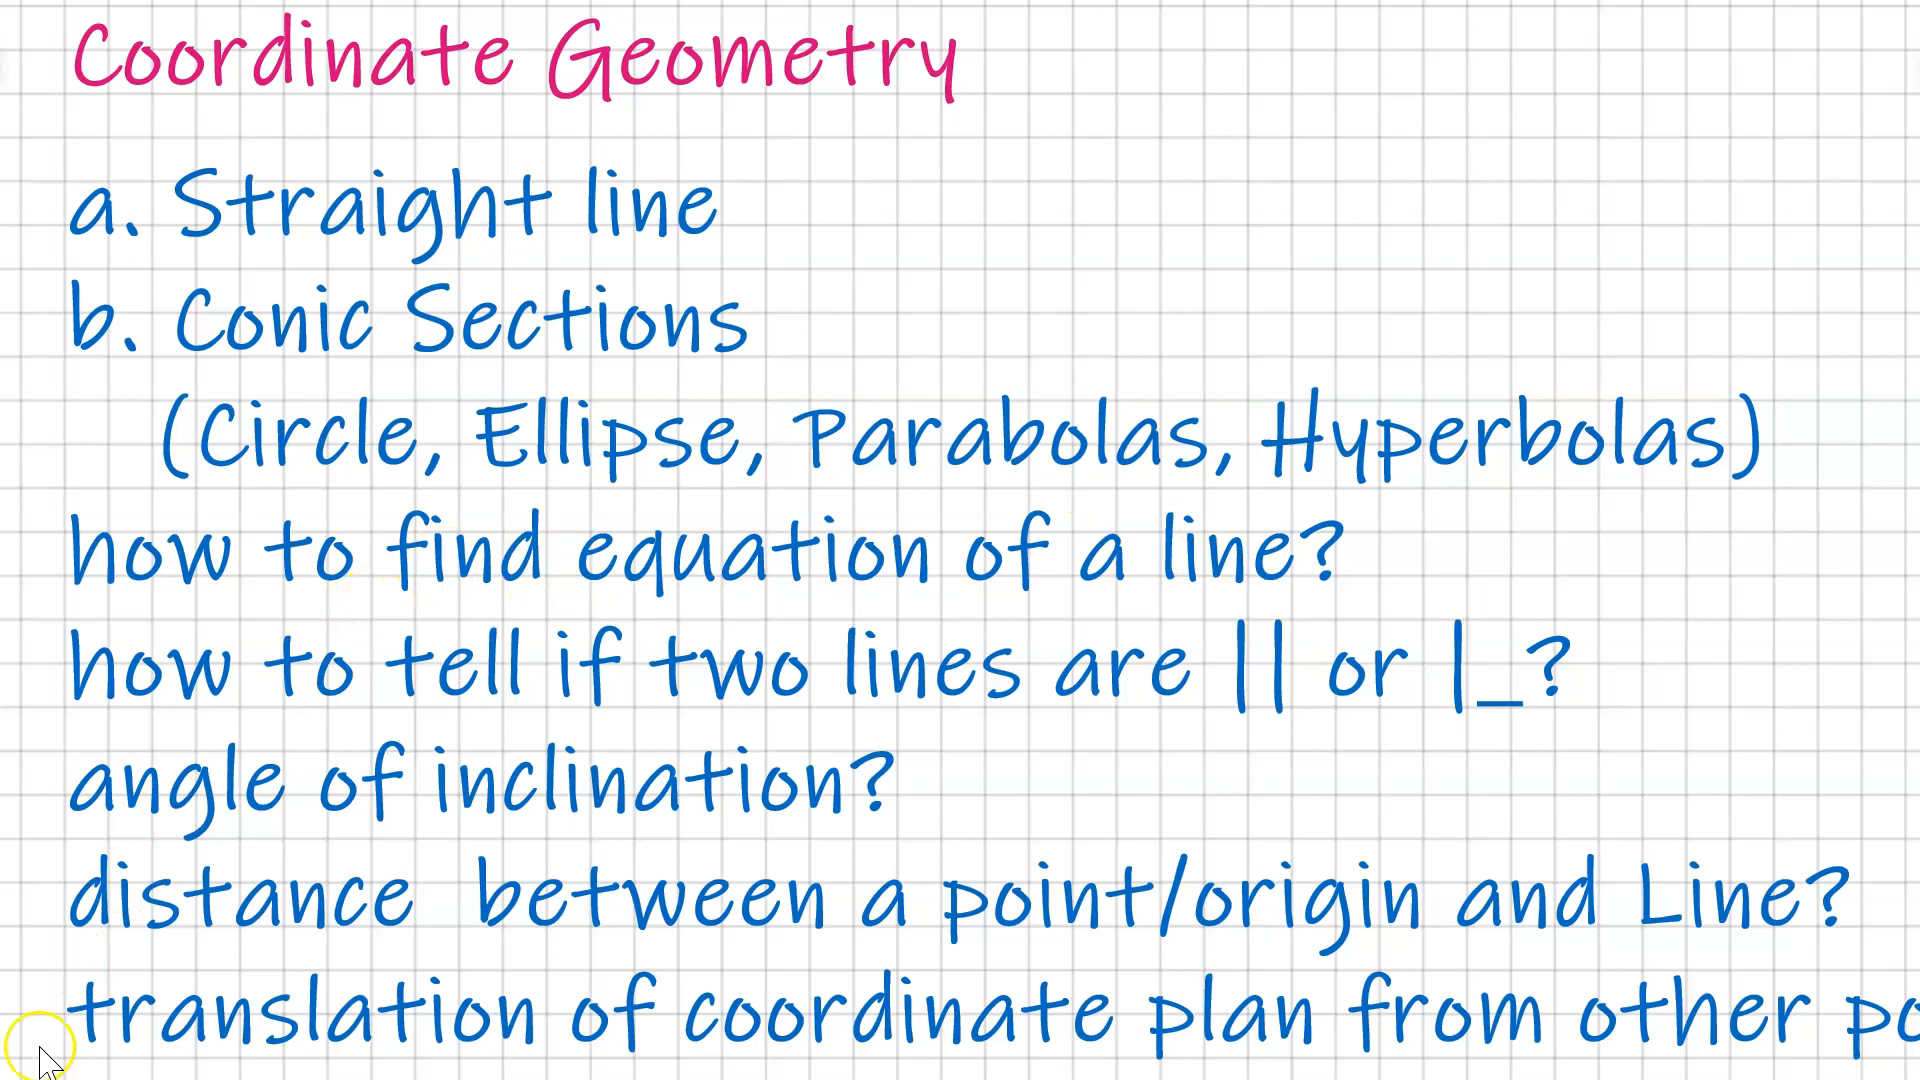 Coordinate Geometry
a. Straight line
b. Conic Sections
(Circle, Ellipse, Parabolas, Hyperbolas)
how to find equation of a line?
how to tell if two lines are || or |_?
angle of inclination?
distance between a point/origin and Line?
translation of coordinate plan from other